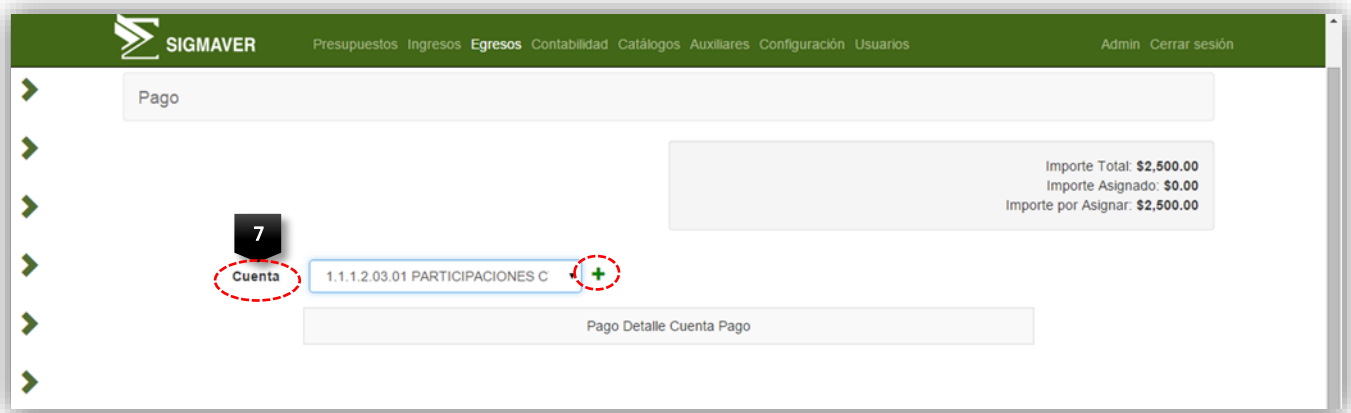 SIGMAVER Presupuestos Ingresos Egresos Contabilidad Catálogos Auxiliares Configuración Usuarios Admin Cerrar sesión
Pago
Importe Total: $2,500.00
Importe Asignado: $0.00
Importe por Asignar: $2,500.00
7
Cuenta 1.1.1.2.03.01 PARTICIPACIONES C
Pago Detalle Cuenta Pago